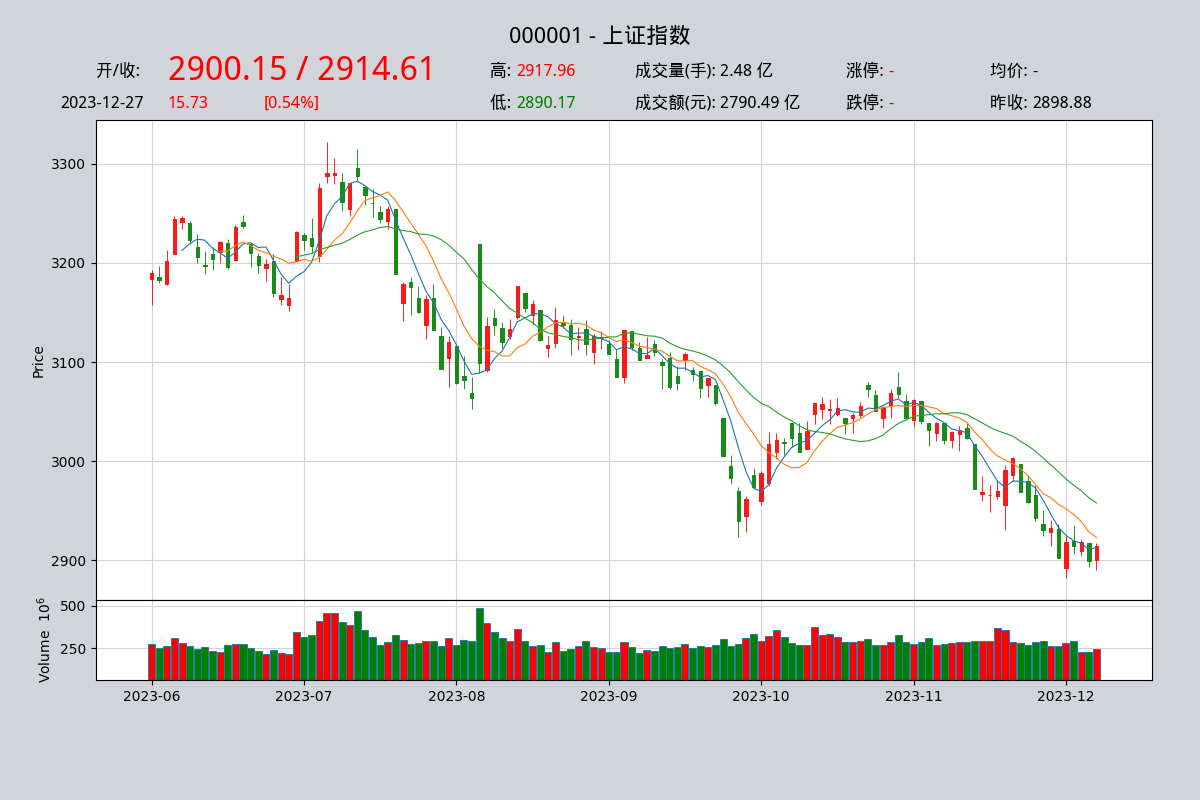 000001 - 上证指数
开/收: 2900.15 / 2914.61 高: 2917.96 成交量(手): 2.48 亿 涨停: - 均价: -
2023-12-27 15.73 [0.54%] 低: 2890.17 成交额(元): 2790.49 亿 跌停: - 昨收: 2898.88
3300
3200
3100
3000
2900
Price
500
250
Volume 10^6
2023-06 2023-07 2023-08 2023-09 2023-10 2023-11 2023-12